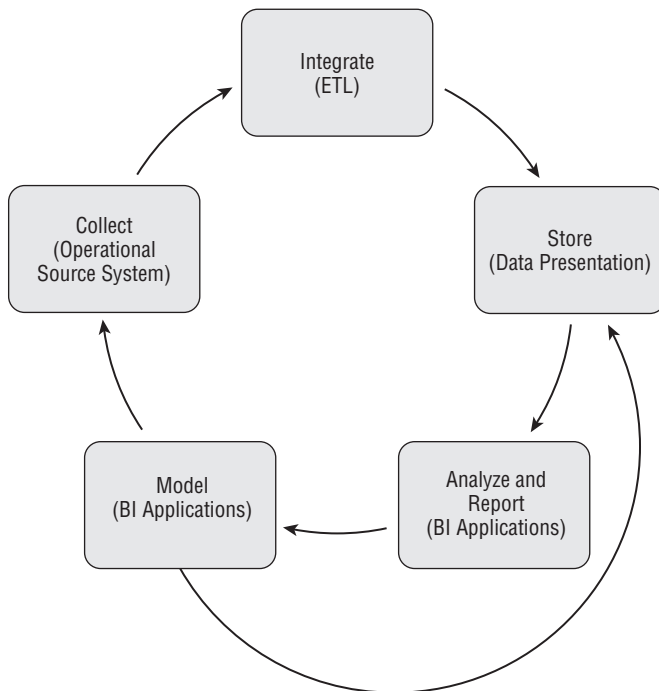 Integrate
(ETL)
Store
(Data Presentation)
Analyze and
Report
(BI Applications)
Model
(BI Applications)
Collect
(Operational
Source System)